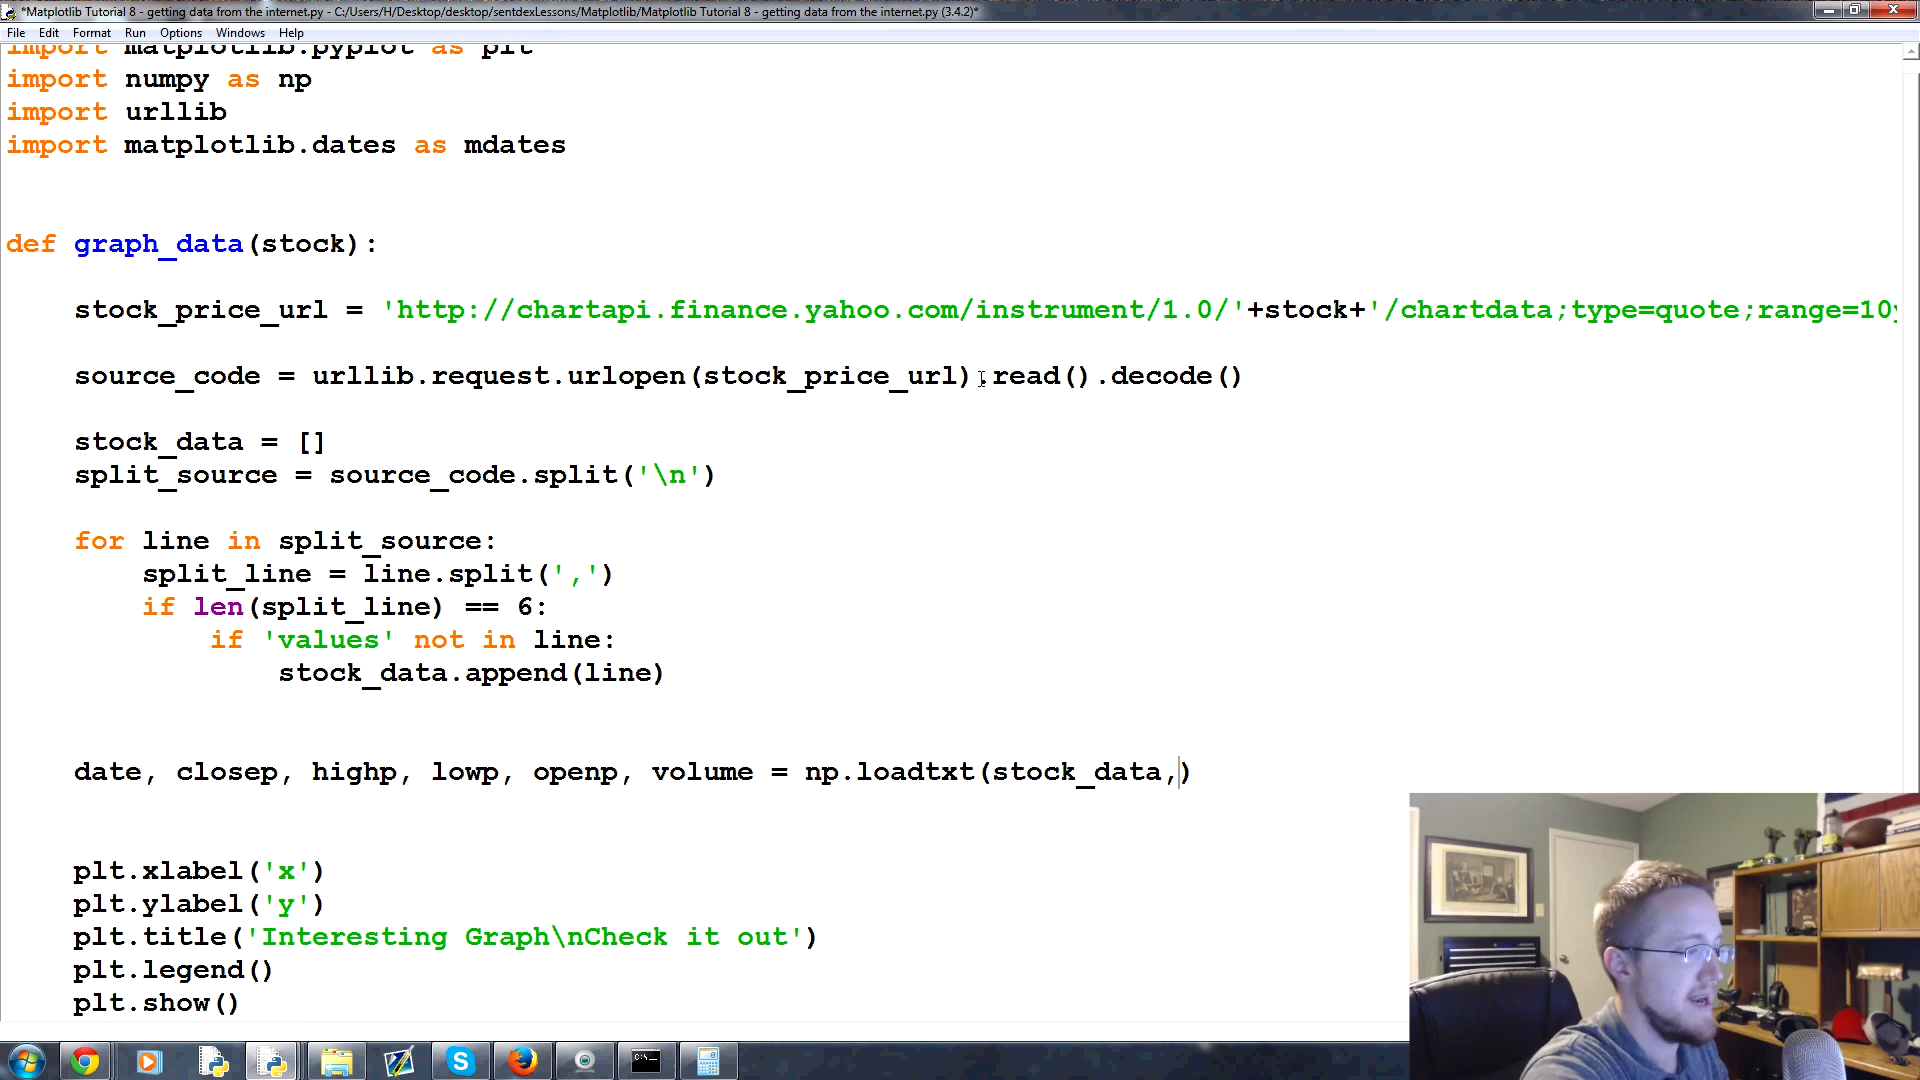 *Matplotlib Tutorial 8 - getting data from the internet.py - C:/Users/H/Desktop/desktop/sentdexLessons/Matplotlib/Matplotlib Tutorial 8 - getting data from the internet.py (3.4.2)*
File Edit Format Run Options Windows Help
import matplotlib.pyplot as plt
import numpy as np
import urllib
import matplotlib.dates as mdates
def graph_data(stock):
stock_price_url = 'http://chartapi.finance.yahoo.com/instrument/1.0/'+stock+'/chartdata;type=quote;range=10y
source_code = urllib.request.urlopen(stock_price_url).read().decode()
stock_data = []
split_source = source_code.split('\n')
for line in split_source:
split_line = line.split(',')
if len(split_line) == 6:
if 'values' not in line:
stock_data.append(line)
date, closep, highp, lowp, openp, volume = np.loadtxt(stock_data,)
plt.xlabel('x')
plt.ylabel('y')
plt.title('Interesting Graph\nCheck it out')
plt.legend()
plt.show()